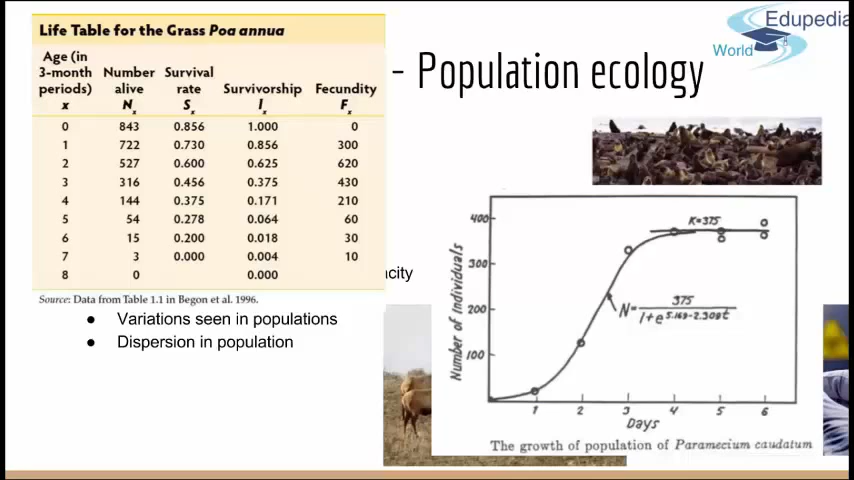 Life Table for the Grass Poa annua
Age (in
3-month Number Survival
periods) alive rate Survivorship Fecundity
x Nx Sx lx Fx
0 843 0.856 1.000 0
1 722 0.730 0.856 300
2 527 0.600 0.625 620
3 316 0.456 0.375 430
4 144 0.375 0.171 210
5 54 0.278 0.064 60
6 15 0.200 0.018 30
7 3 0.000 0.004 10
8 0 0.000
Source: Data from Table 1.1 in Begon et al. 1996.
Edupedia
World
- Population ecology
acity
● Variations seen in populations
● Dispersion in population
400
300
200
100
Number of Individuals
K=375
N= 375
1+e^5.169-2.309t
1 2 3 4 5 6
Days
The growth of population of Paramecium caudatum